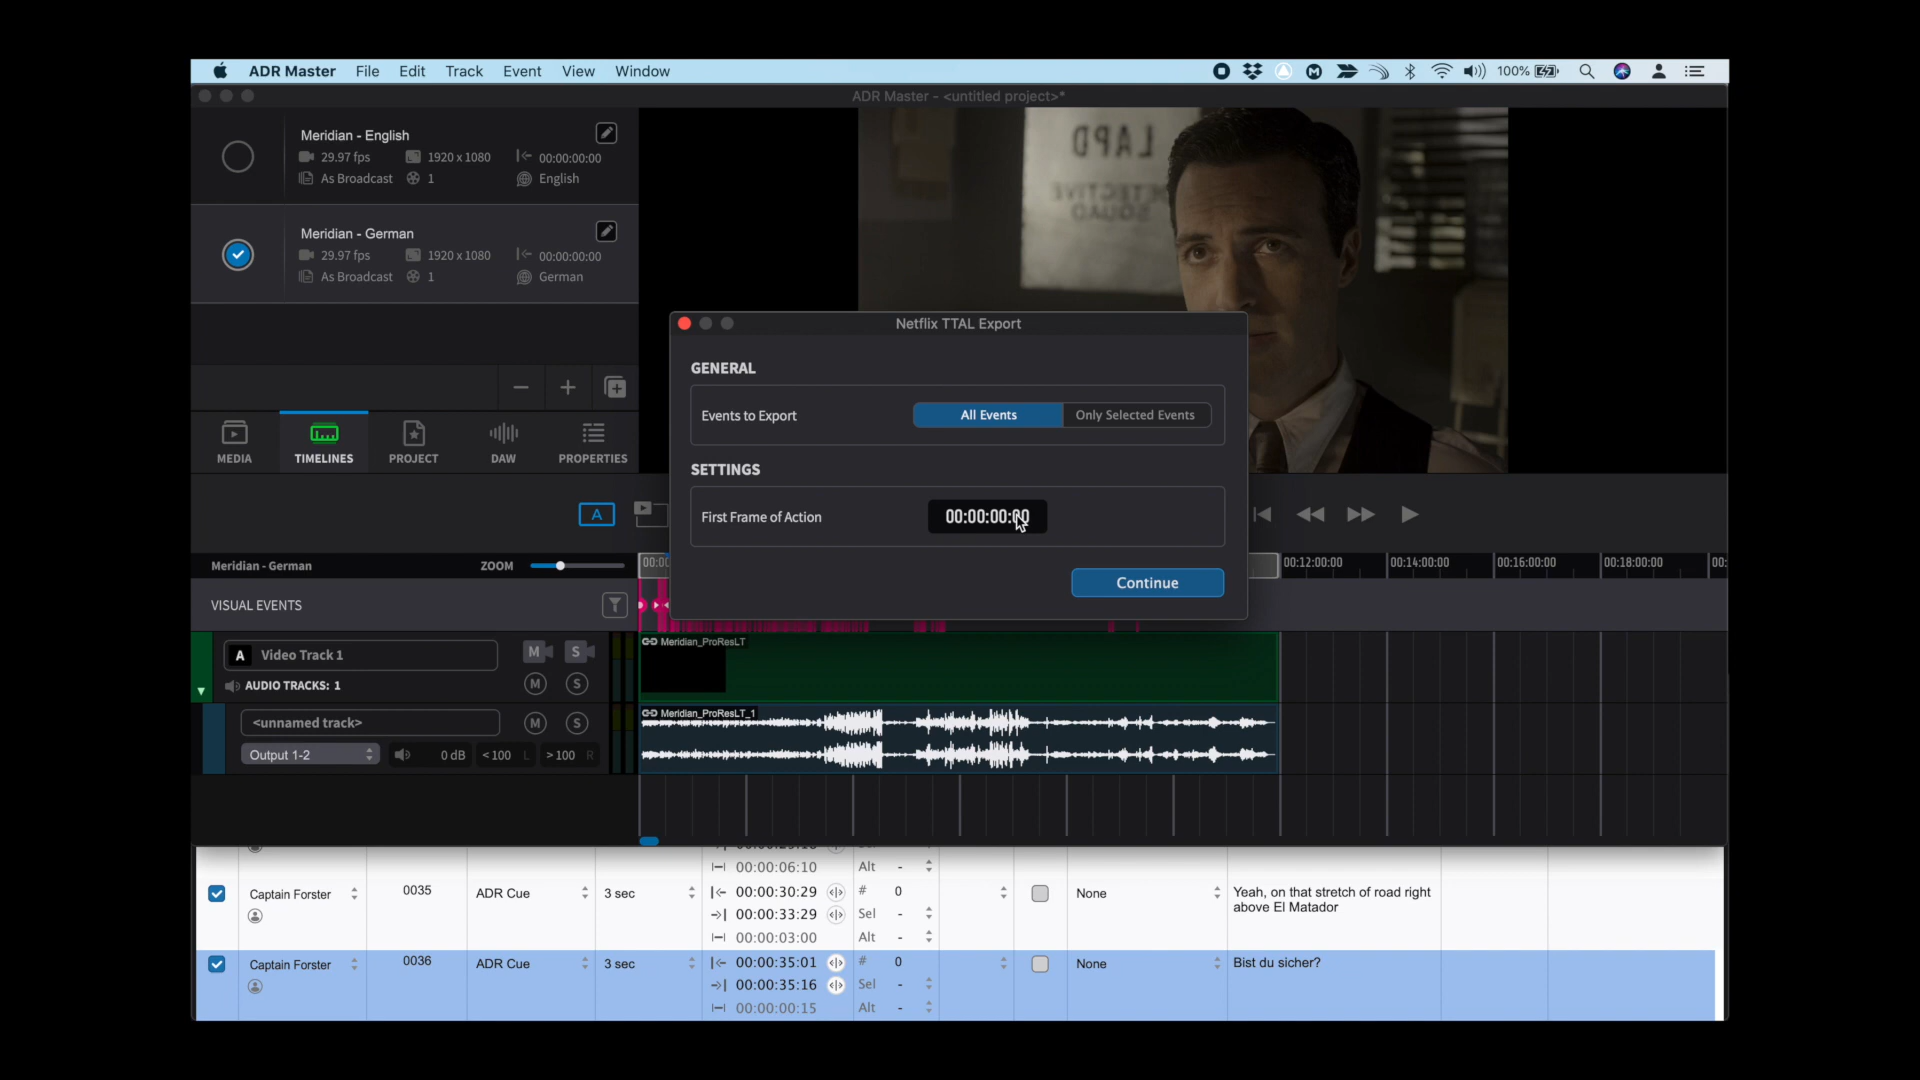 ADR Master File Edit Track Event View Window 100%
ADR Master - <untitled project>*
Meridian - English
29.97 fps 1920 x 1080 00:00:00:00
As Broadcast 1 English
Meridian - German
29.97 fps 1920 x 1080 00:00:00:00
As Broadcast 1 German
MEDIA TIMELINES PROJECT DAW PROPERTIES
LAPD
DETECTIVE
SQUAD
Netflix TTAL Export
GENERAL
Events to Export All Events Only Selected Events
SETTINGS
First Frame of Action 00:00:00:00
Continue
A
Meridian - German ZOOM 00:12:00:00 00:14:00:00 00:16:00:00 00:18:00:00 00:
VISUAL EVENTS
A Video Track 1 M S
AUDIO TRACKS: 1 M S
Meridian_ProResLT
<unnamed track> M S
Output 1-2 0 dB <100 L >100 R
Meridian_ProResLT_1
00:00:06:10 Alt -
Captain Forster 0035 ADR Cue 3 sec 00:00:30:29 # 0 None Yeah, on that stretch of road right
above El Matador
00:00:33:29 Sel -
00:00:03:00 Alt -
Captain Forster 0036 ADR Cue 3 sec 00:00:35:01 # 0 None Bist du sicher?
00:00:35:16 Sel -
00:00:00:15 Alt -